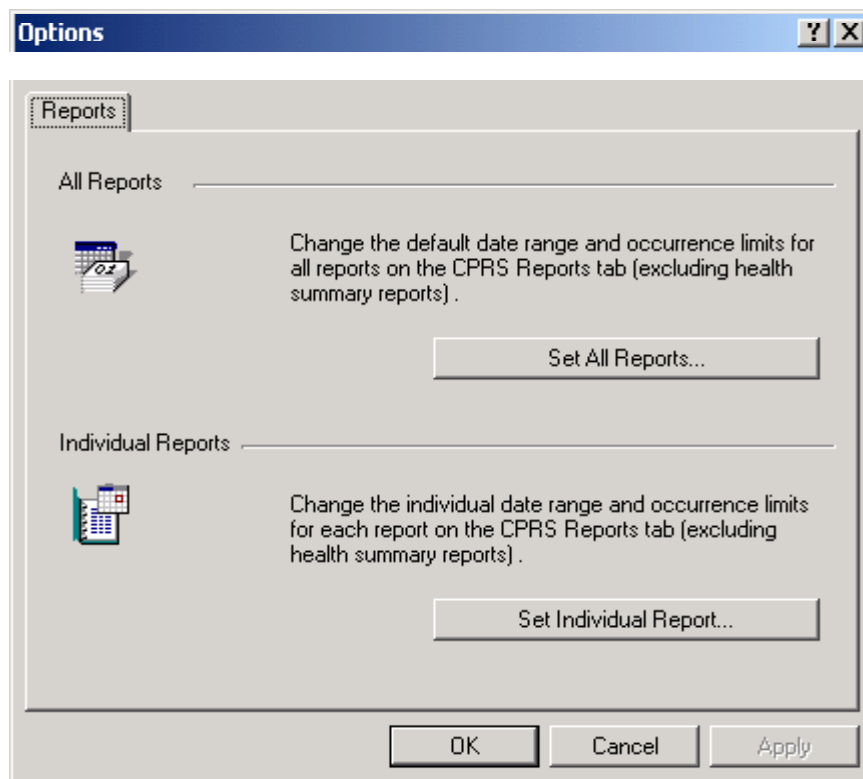 Options
Reports
All Reports
Change the default date range and occurrence limits for
all reports on the CPRS Reports tab (excluding health
summary reports) .
Set All Reports...
Individual Reports
Change the individual date range and occurrence limits
for each report on the CPRS Reports tab (excluding
health summary reports) .
Set Individual Report...
OK Cancel Apply